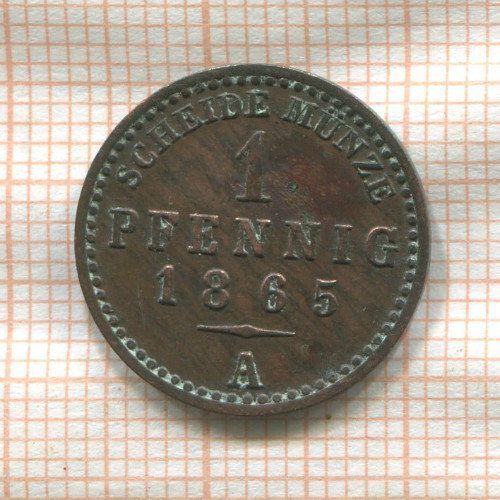 SCHEIDE MÜNZE
1
PFENNIG
1865
A